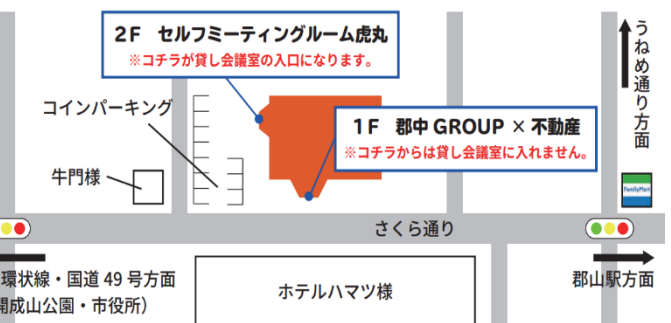 2F セルフミーティングルーム虎丸
※コチラが貸し会議室の入口になります。
うねめ通り方面
コインパーキング
1F 郡中 GROUP × 不動産
※コチラからは貸し会議室に入れません。
牛門様
FamilyMart
さくら通り
環状線・国道 49 号方面
開成山公園・市役所）
郡山駅方面
ホテルハマツ様